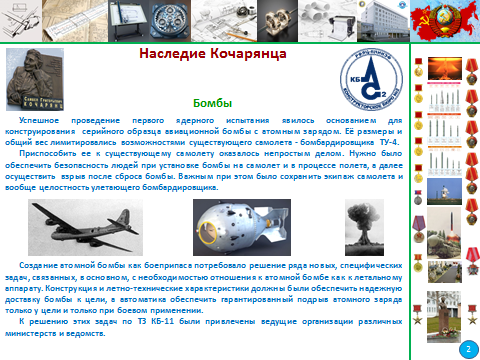 Наследие Кочарянца
КОЧАРЯНЦ
КБ
2
Бомбы
Успешное проведение первого ядерного испытания явилось основанием для
конструирования серийного образца авиационной бомбы с атомным зарядом. Её размеры и
общий вес лимитировались возможностями существующего самолета - бомбардировщика ТУ-4.
Приспособить ее к существующему самолету оказалось непростым делом. Нужно было
обеспечить безопасность людей при установке бомбы на самолет и в процессе полета, а далее
осуществить взрыв после сброса бомбы. Важным при этом было сохранить экипаж самолета и
вообще целостность улетающего бомбардировщика.
Создание атомной бомбы как боеприпаса потребовало решение ряда новых, специфических
задач, связанных, в основном, с необходимостью отношения к атомной бомбе как к летальному
аппарату. Конструкция и летно-технические характеристики должны были обеспечить надежную
доставку бомбы к цели, а автоматика обеспечить гарантированный подрыв атомного заряда
только у цели и только при боевом применении.
К решению этих задач по ТЗ КБ-11 были привлечены ведущие организации различных
министерств и ведомств.
2